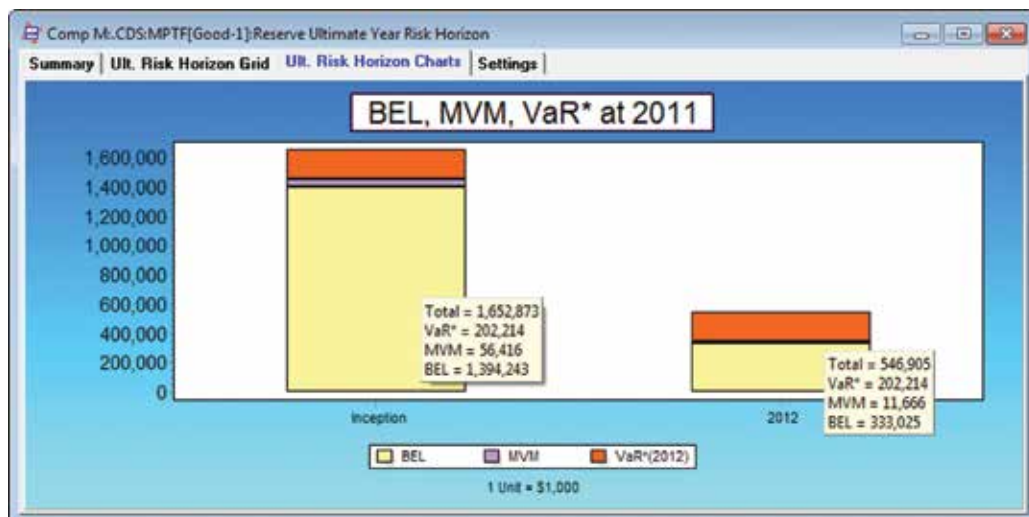 Comp M:.CDS:MPTF[Good-1]:Reserve Ultimate Year Risk Horizon
Summary Ult. Risk Horizon Grid Ult. Risk Horizon Charts Settings
BEL, MVM, VaR* at 2011
1,600,000
1,400,000
1,200,000
1,000,000
800,000
600,000
400,000
200,000
0
Total = 1,652,873
VaR* = 202,214
MVM = 56,416
BEL = 1,394,243
Total = 546,905
VaR* = 202,214
MVM = 11,666
BEL = 333,025
Inception 2012
BEL MVM VaR*(2012)
1 Unit = $1,000